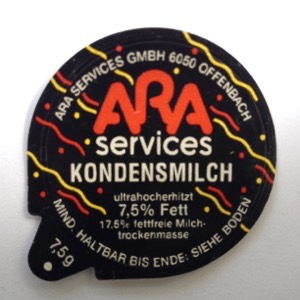 ARA SERVICES GMBH 6050 OFFENBACH
ARA
services
KONDENSMILCH
ultrahocherhitzt
7,5% Fett
17.5% fettfreie Milch-
trockenmasse
MIND. HALTBAR BIS ENDE: SIEHE BODEN
7,5g